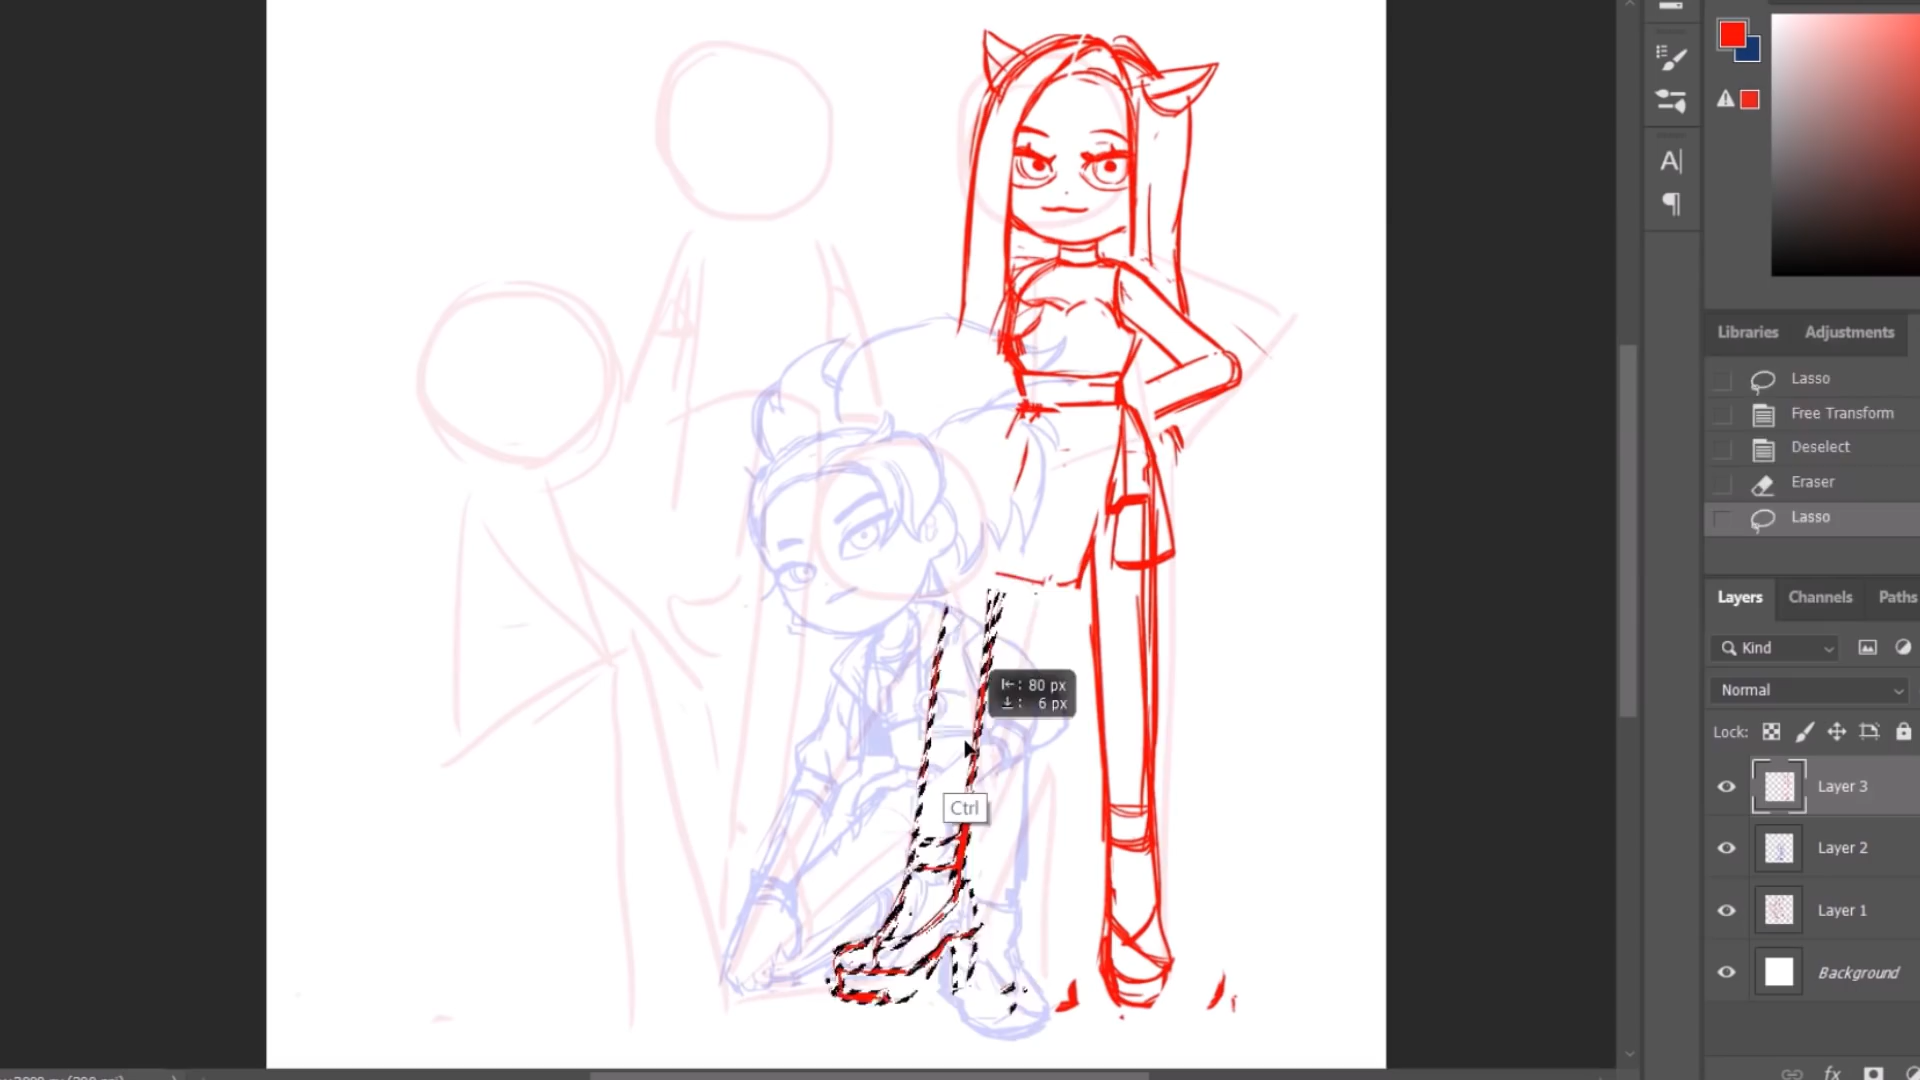 A|
¶
Libraries Adjustments
Lasso
Free Transform
Deselect
Eraser
Lasso
Layers Channels Paths
Kind
Normal
Lock:
Layer 3
Layer 2
Layer 1
Background
80 px
6 px
Ctrl
fx